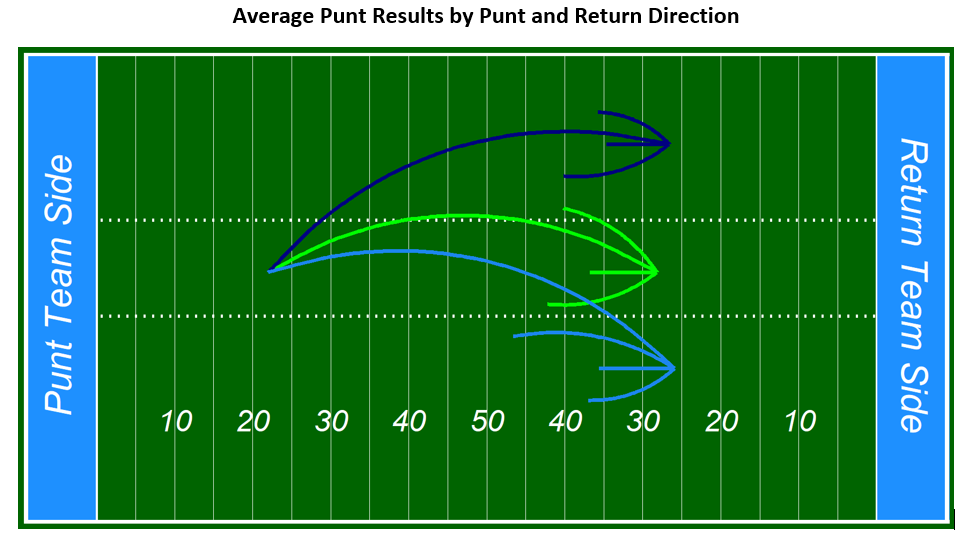 Average Punt Results by Punt and Return Direction
Punt Team Side
Return Team Side
10 20 30 40 50 40 30 20 10